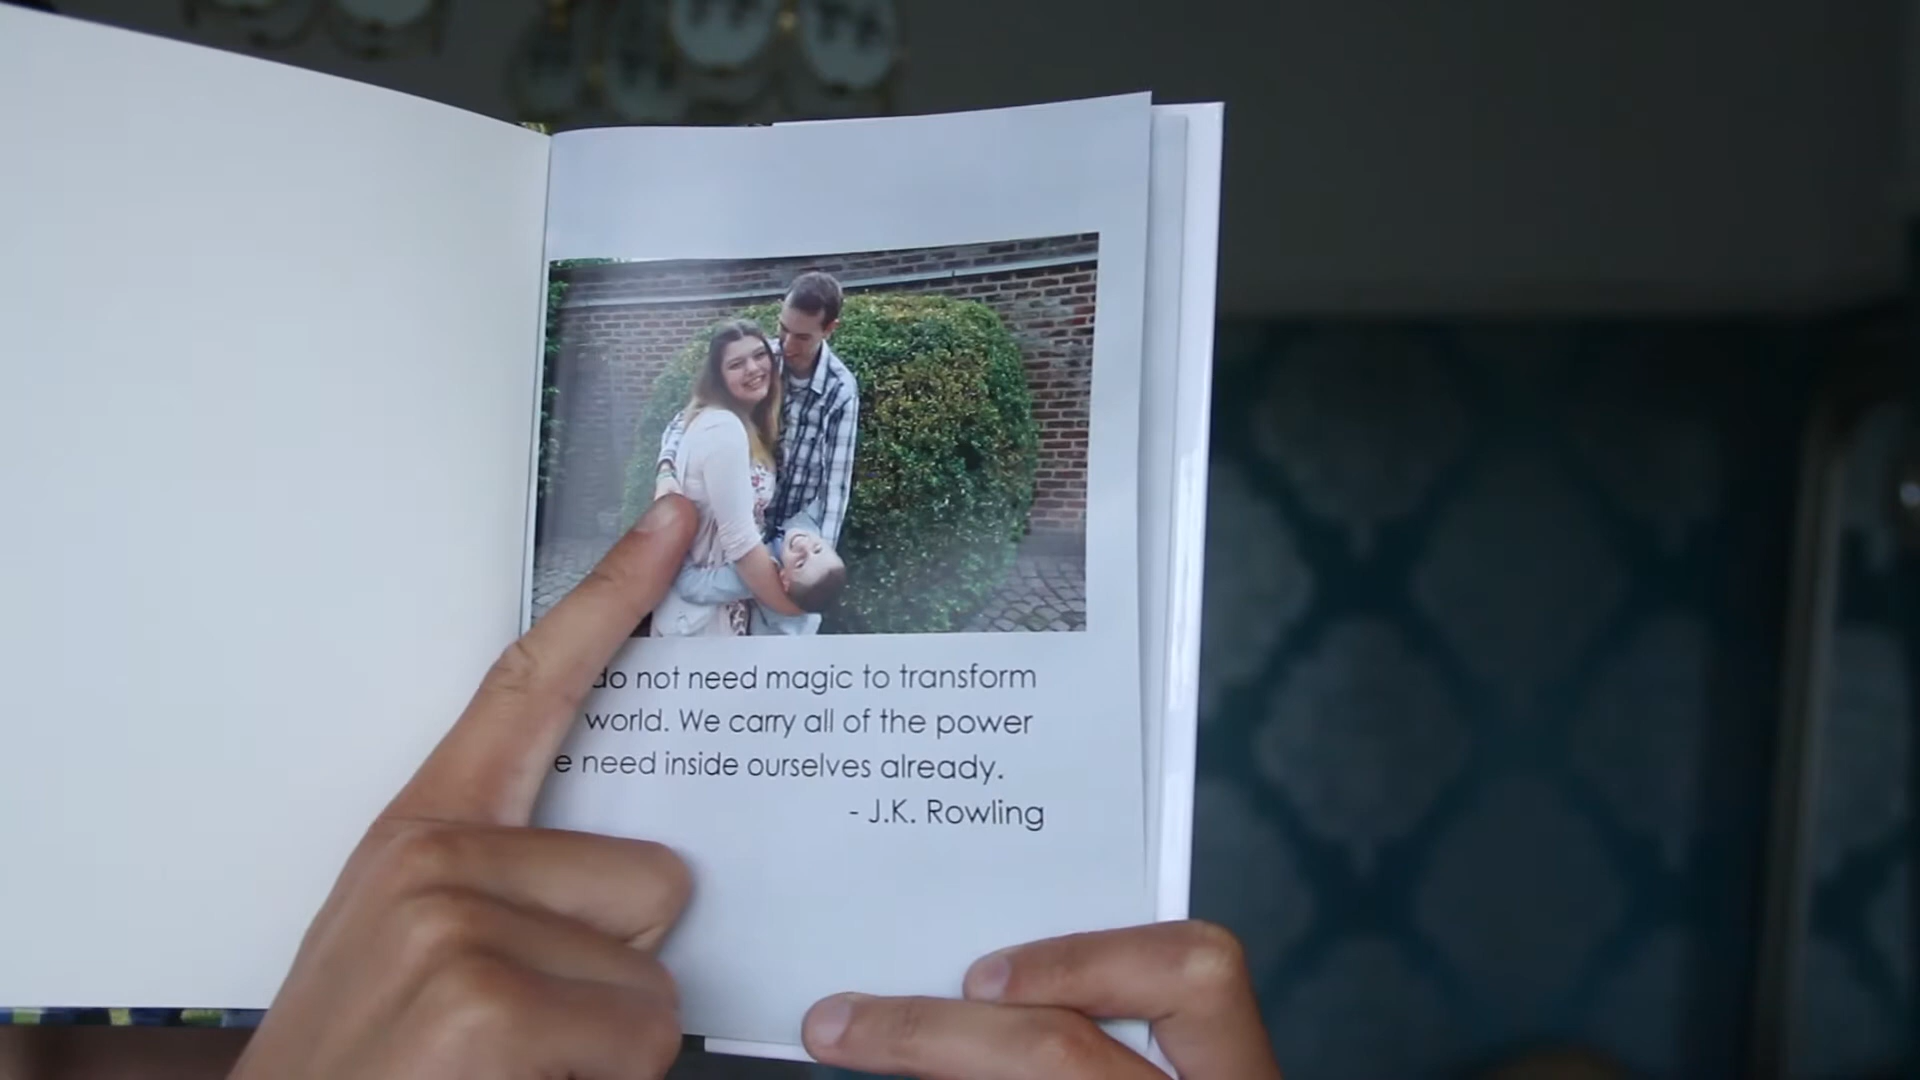 do not need magic to transform
world. We carry all of the power
e need inside ourselves already.
- J.K. Rowling